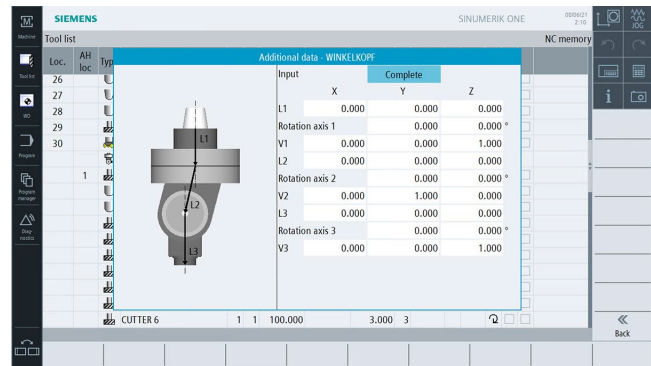 SIEMENS
SINUMERIK ONE
2:10
JOG
Machine
Tool list
NC memory
Loc. AH loc Typ
Additional data - WINKELKOPF
Input Complete
X Y Z
L1 0.000 0.000 0.000
Rotation axis 1 0.000 0.000 °
V1 0.000 0.000 1.000
L2 0.000 0.000 0.000
Rotation axis 2 0.000 0.000 °
V2 0.000 1.000 0.000
L3 0.000 0.000 0.000
Rotation axis 3 0.000 0.000 °
V3 0.000 0.000 1.000
L1
L2
L3
26
27
28
29
30
1
CUTTER 6 1 1 100.000 3.000 3
Tool list
WO
Program
Program manager
Diag-nostics
Back